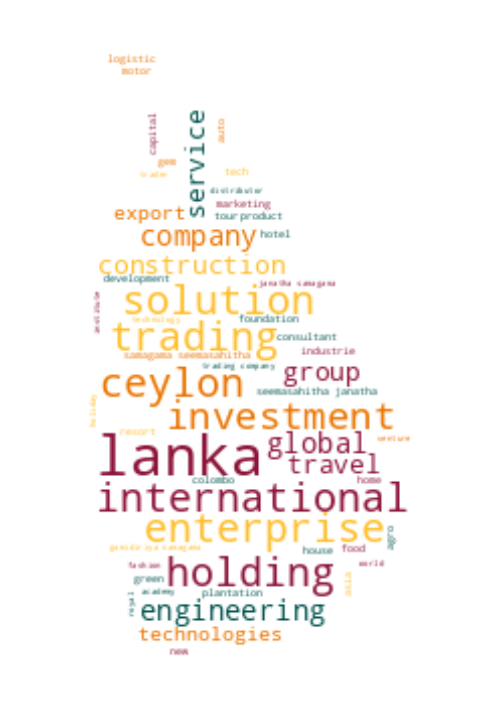 logistic
motor
capital
service
auto
gem
trader
tech
distributor
marketing
export
tour
product
company
hotel
construction
development
janatha samagama
solution
institute
technology
foundation
trading
consultant
samagama seemasahitha
industrie
trading company
group
ceylon
seemasahitha janatha
holiday
investment
resort
global
venture
lanka
travel
colombo
home
international
enterprise
agro
house
food
fashion
world
holding
green
asia
academy
plantation
royal
engineering
technologies
new